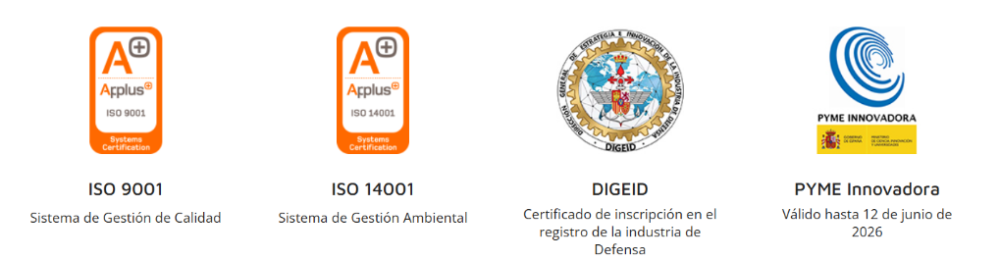 A+
Applus+
ISO 9001
Systems
Certification
ISO 9001
Sistema de Gestión de Calidad
A+
Applus+
ISO 14001
Systems
Certification
ISO 14001
Sistema de Gestión Ambiental
DIRECCIÓN GENERAL DE ESTRATEGIA E INNOVACIÓN DE LA INDUSTRIA DE DEFENSA
DIGEID
DIGEID
Certificado de inscripción en el
registro de la industria de
Defensa
PYME INNOVADORA
GOBIERNO
DE ESPAÑA
MINISTERIO
DE CIENCIA, INNOVACIÓN
Y UNIVERSIDADES
PYME Innovadora
Válido hasta 12 de junio de
2026